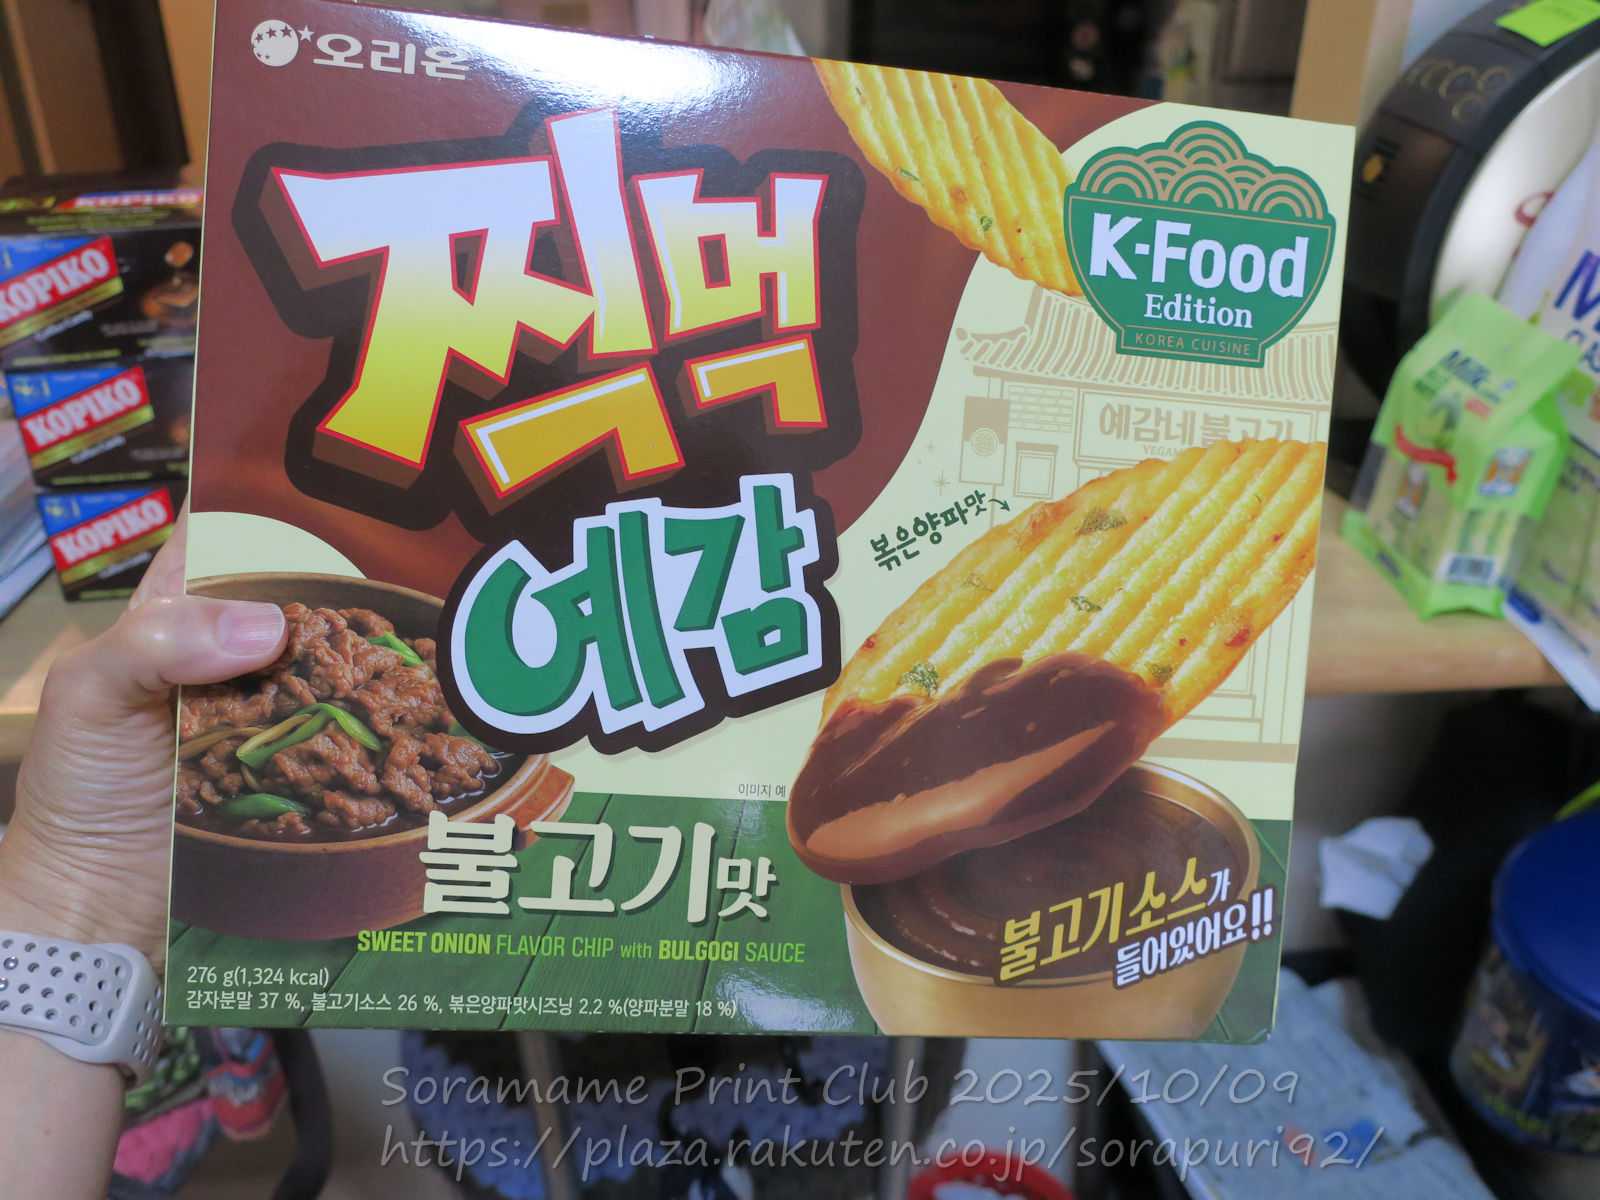 오리온
찍먹
예감
K-Food
Edition
KOREA CUISINE
예감네불고기
볶은양파맛
이미지 예
불고기맛
SWEET ONION FLAVOR CHIP with BULGOGI SAUCE
불고기소스가
들어있어요!!
276 g(1,324 kcal)
감자분말 37 %, 불고기소스 26 %, 볶은양파맛시즈닝 2.2 %(양파분말 18 %)
KOPIKO
KOPIKO
KOPIKO
Milk
Soramame Print Club 2025/10/09
https://plaza.rakuten.co.jp/sorapuri92/